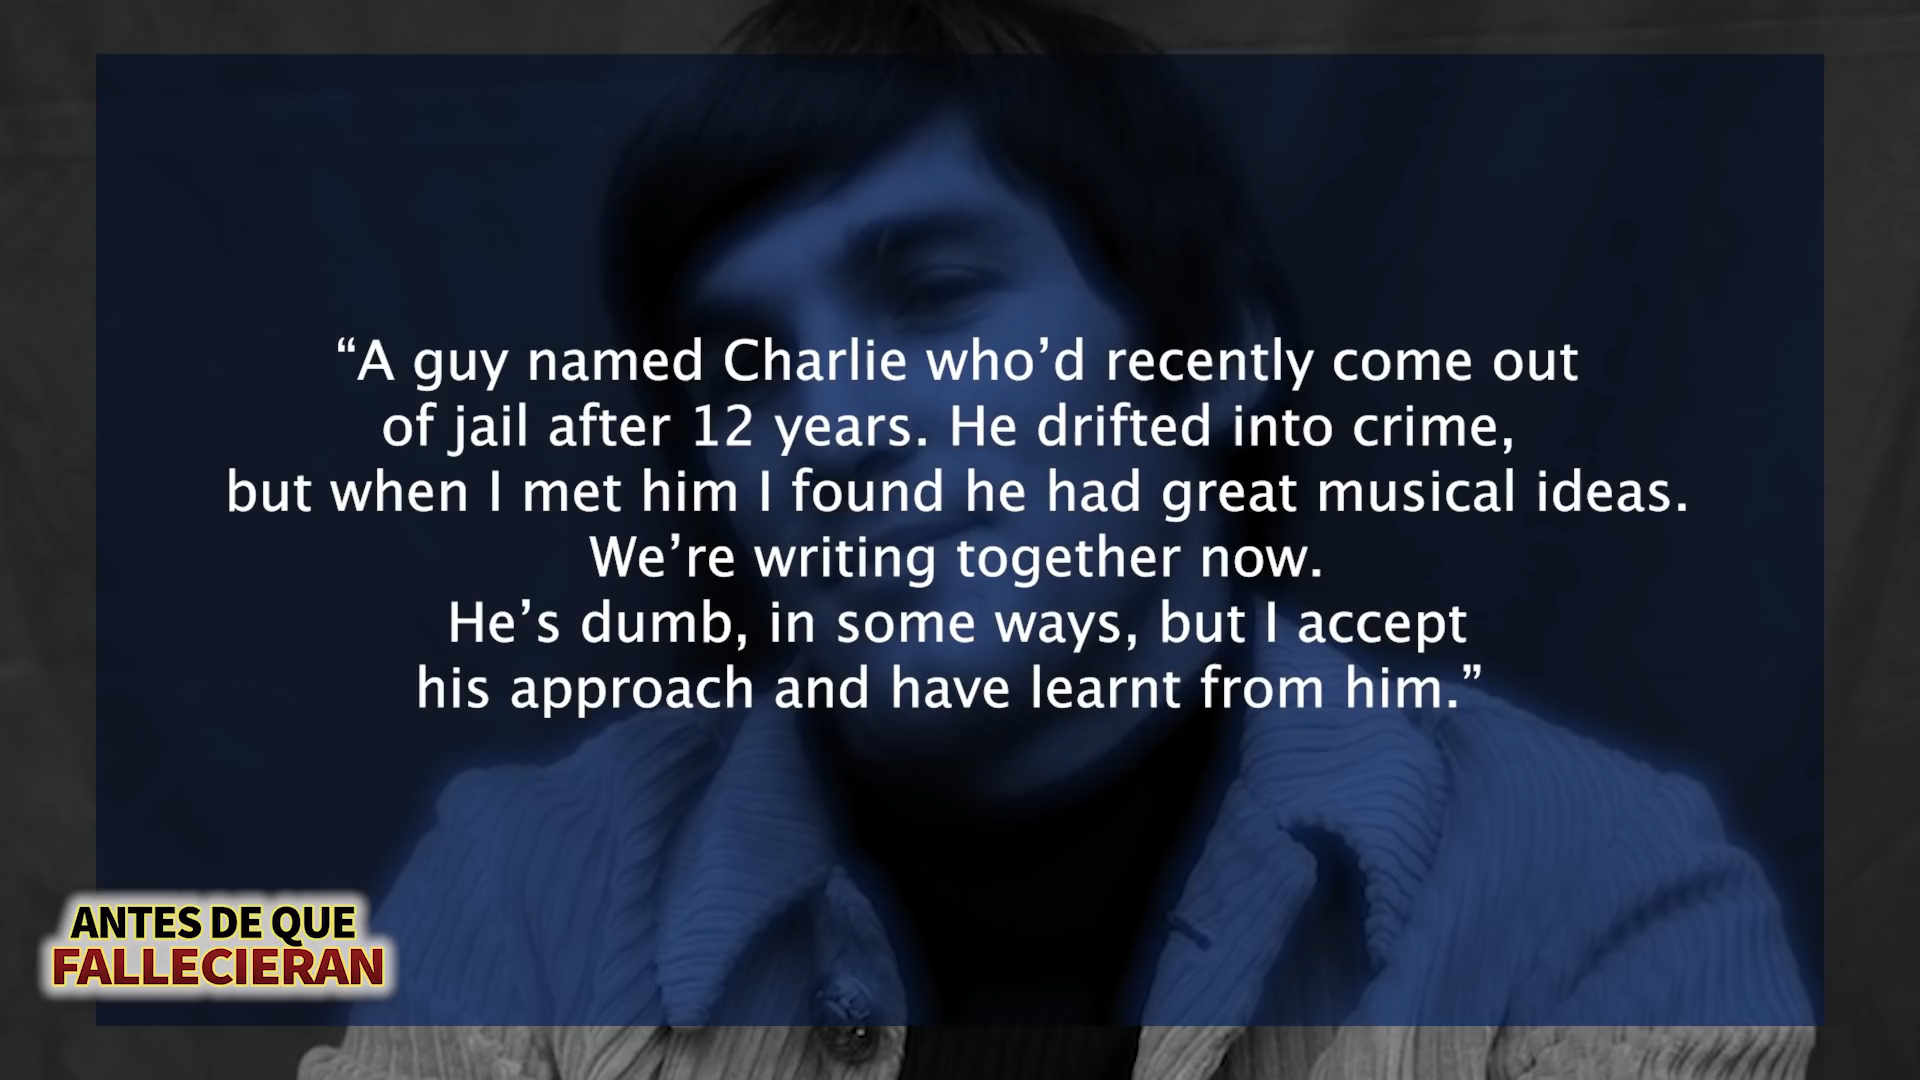 “A guy named Charlie who’d recently come out
of jail after 12 years. He drifted into crime,
but when I met him I found he had great musical ideas.
We’re writing together now.
He’s dumb, in some ways, but I accept
his approach and have learnt from him.”
ANTES DE QUE
FALLECIERAN